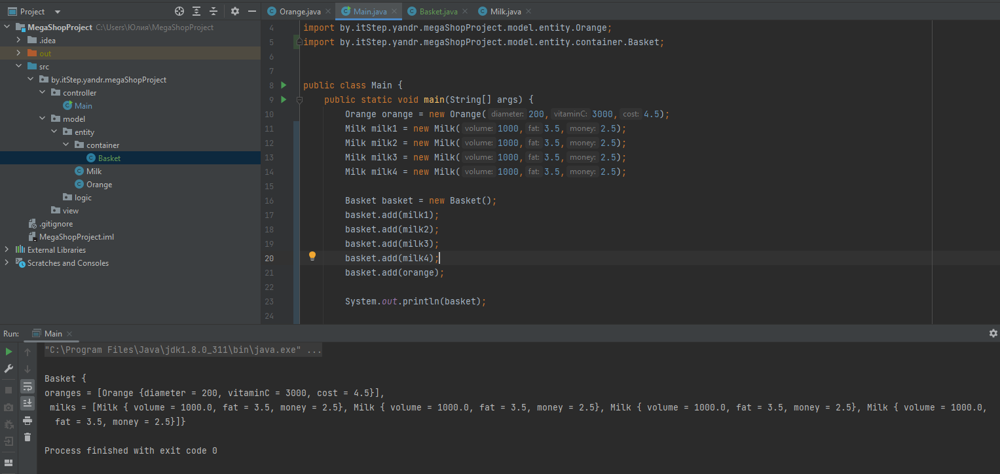 Project
Orange.java
Main.java
Basket.java
Milk.java
MegaShopProject C:\Users\Юлия\MegaShopProject
.idea
out
src
by.itStep.yandr.megaShopProject
controller
Main
model
entity
container
Basket
Milk
Orange
logic
view
.gitignore
MegaShopProject.iml
External Libraries
Scratches and Consoles
4 import by.itStep.yandr.megaShopProject.model.entity.Orange;
5 import by.itStep.yandr.megaShopProject.model.entity.container.Basket;
6
7
8 public class Main {
9 public static void main(String[] args) {
10 Orange orange = new Orange( diameter: 200, vitaminC: 3000, cost: 4.5);
11 Milk milk1 = new Milk( volume: 1000, fat: 3.5, money: 2.5);
12 Milk milk2 = new Milk( volume: 1000, fat: 3.5, money: 2.5);
13 Milk milk3 = new Milk( volume: 1000, fat: 3.5, money: 2.5);
14 Milk milk4 = new Milk( volume: 1000, fat: 3.5, money: 2.5);
15
16 Basket basket = new Basket();
17 basket.add(milk1);
18 basket.add(milk2);
19 basket.add(milk3);
20 basket.add(milk4);
21 basket.add(orange);
22
23 System.out.println(basket);
24
Run: Main
"C:\Program Files\Java\jdk1.8.0_311\bin\java.exe" ...
Basket {
oranges = [Orange {diameter = 200, vitaminC = 3000, cost = 4.5}],
milks = [Milk { volume = 1000.0, fat = 3.5, money = 2.5}, Milk { volume = 1000.0, fat = 3.5, money = 2.5}, Milk { volume = 1000.0, fat = 3.5, money = 2.5}, Milk { volume = 1000.0,
fat = 3.5, money = 2.5}]}
Process finished with exit code 0